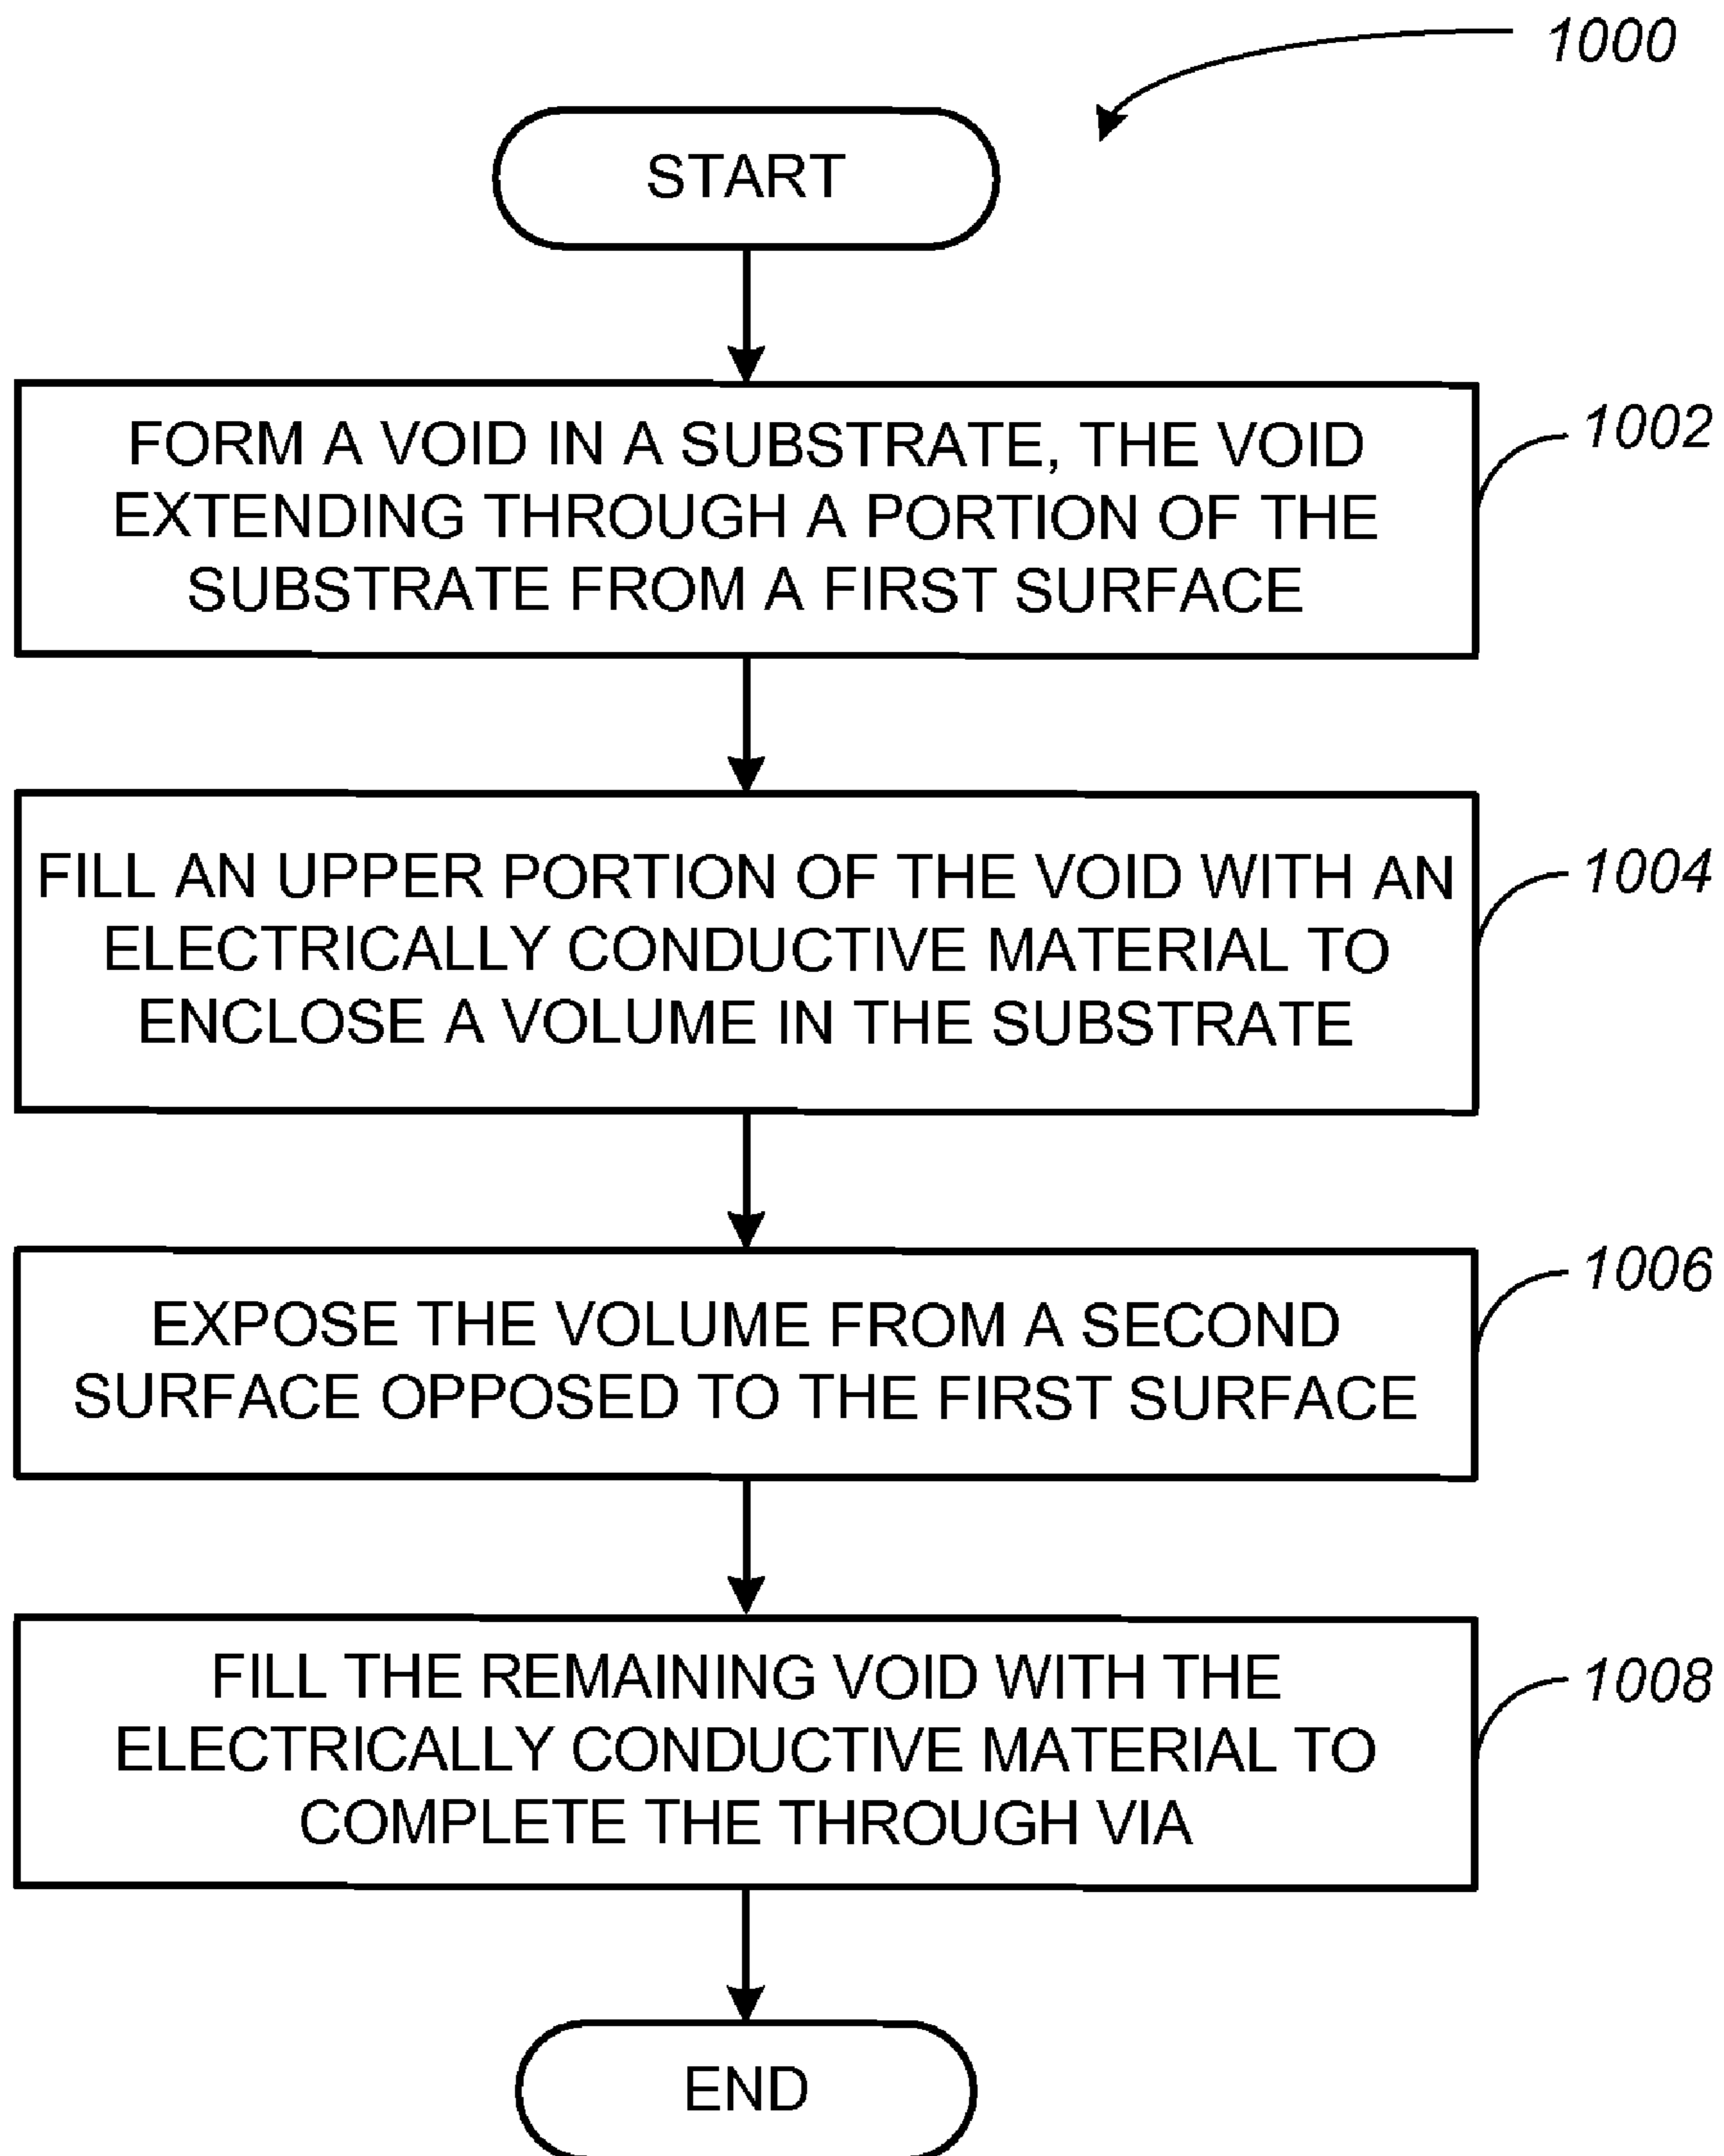 1000
START
FORM A VOID IN A SUBSTRATE, THE VOID
EXTENDING THROUGH A PORTION OF THE
SUBSTRATE FROM A FIRST SURFACE
1002
FILL AN UPPER PORTION OF THE VOID WITH AN
ELECTRICALLY CONDUCTIVE MATERIAL TO
ENCLOSE A VOLUME IN THE SUBSTRATE
1004
EXPOSE THE VOLUME FROM A SECOND
SURFACE OPPOSED TO THE FIRST SURFACE
1006
FILL THE REMAINING VOID WITH THE
ELECTRICALLY CONDUCTIVE MATERIAL TO
COMPLETE THE THROUGH VIA
1008
END